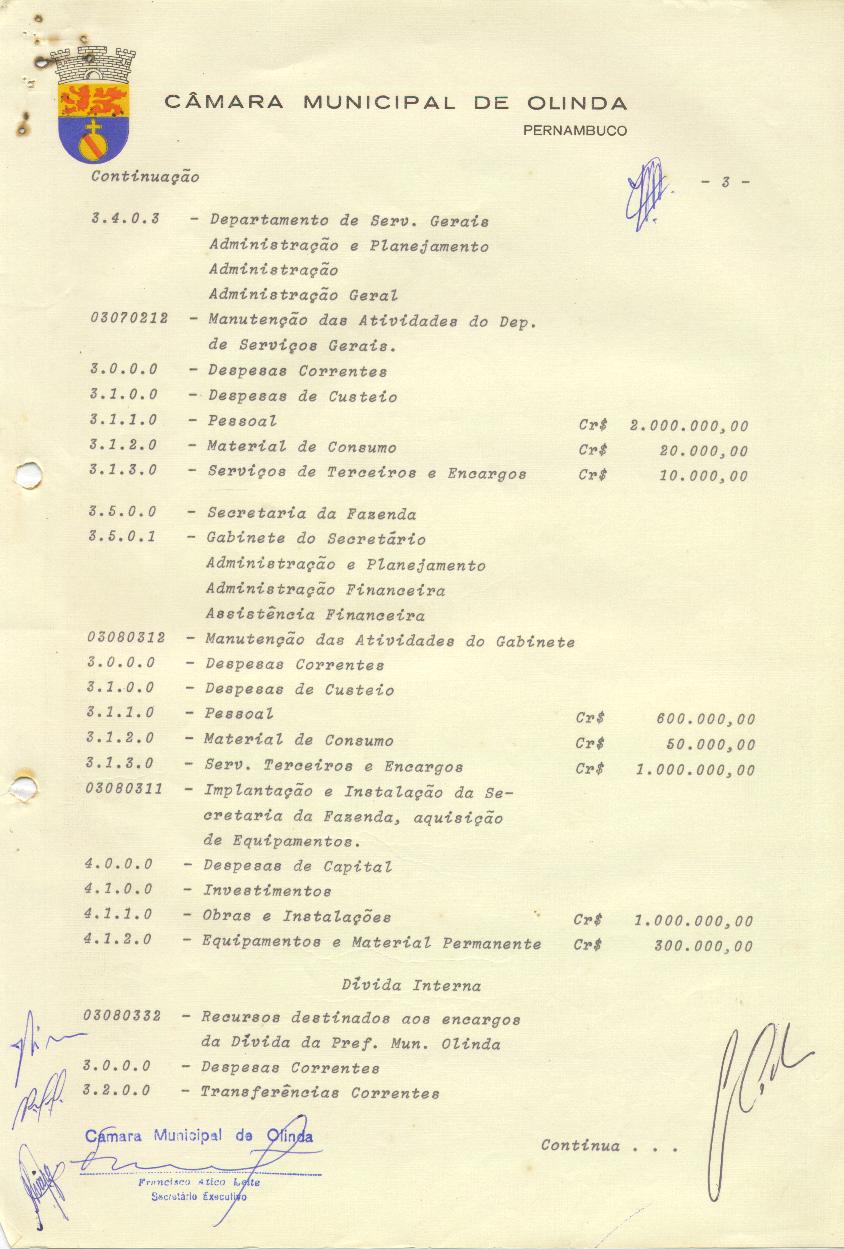 CÂMARA MUNICIPAL DE OLINDA
PERNAMBUCO
Continuação
- 3 -
3.4.0.3 - Departamento de Serv. Gerais
Administração e Planejamento
Administração
Administração Geral
03070212 - Manutenção das Atividades do Dep.
de Serviços Gerais.
3.0.0.0 - Despesas Correntes
3.1.0.0 - Despesas de Custeio
3.1.1.0 - Pessoal Cr$ 2.000.000,00
3.1.2.0 - Material de Consumo Cr$ 20.000,00
3.1.3.0 - Serviços de Terceiros e Encargos Cr$ 10.000,00
3.5.0.0 - Secretaria da Fazenda
3.5.0.1 - Gabinete do Secretário
Administração e Planejamento
Administração Financeira
Assistência Financeira
03080312 - Manutenção das Atividades do Gabinete
3.0.0.0 - Despesas Correntes
3.1.0.0 - Despesas de Custeio
3.1.1.0 - Pessoal Cr$ 600.000,00
3.1.2.0 - Material de Consumo Cr$ 50.000,00
3.1.3.0 - Serv. Terceiros e Encargos Cr$ 1.000.000,00
03080311 - Implantação e Instalação da Se-
cretaria da Fazenda, aquisição
de Equipamentos.
4.0.0.0 - Despesas de Capital
4.1.0.0 - Investimentos
4.1.1.0 - Obras e Instalações Cr$ 1.000.000,00
4.1.2.0 - Equipamentos e Material Permanente Cr$ 300.000,00
Dívida Interna
03080332 - Recursos destinados aos encargos
da Dívida da Pref. Mun. Olinda
3.0.0.0 - Despesas Correntes
3.2.0.0 - Transferências Correntes
Continua . . .
Câmara Municipal de Olinda
Francisco Atico Leite
Secretário Executivo